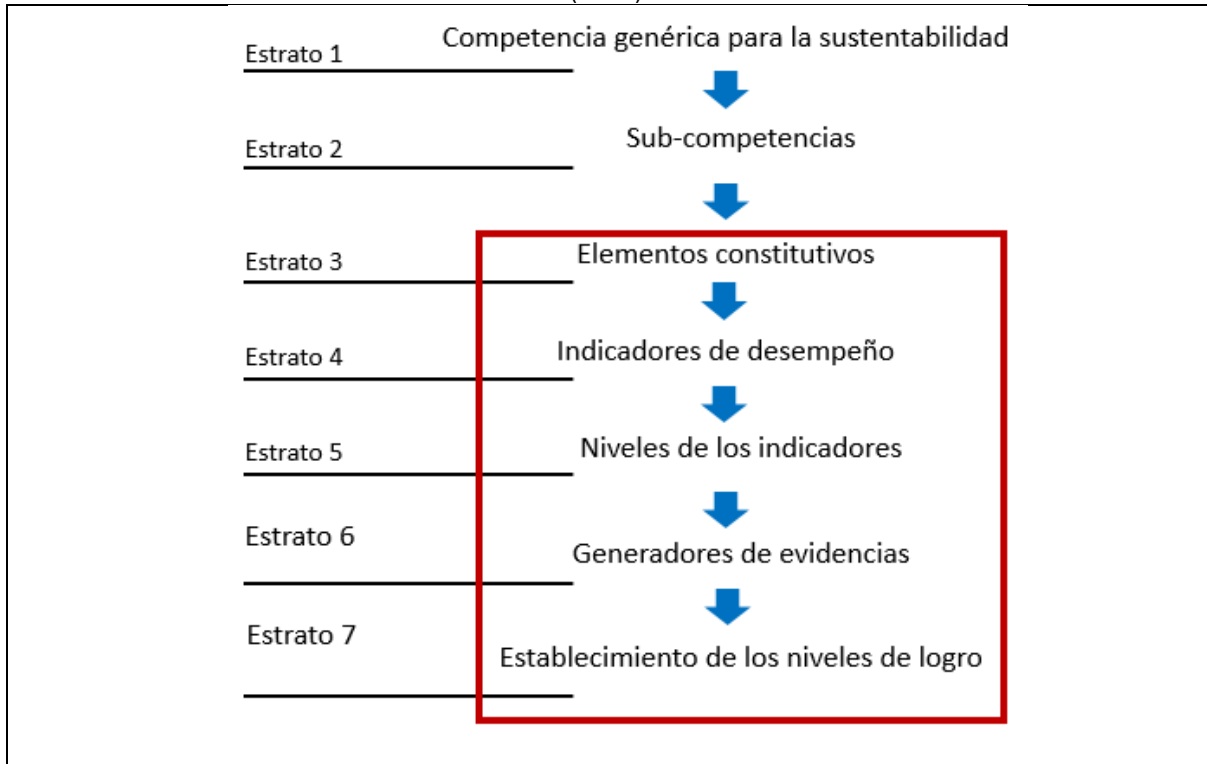 Competencia genérica para la sustentabilidad
Estrato 1
Sub-competencias
Estrato 2
Elementos constitutivos
Estrato 3
Indicadores de desempeño
Estrato 4
Niveles de los indicadores
Estrato 5
Estrato 6
Generadores de evidencias
Estrato 7
Establecimiento de los niveles de logro